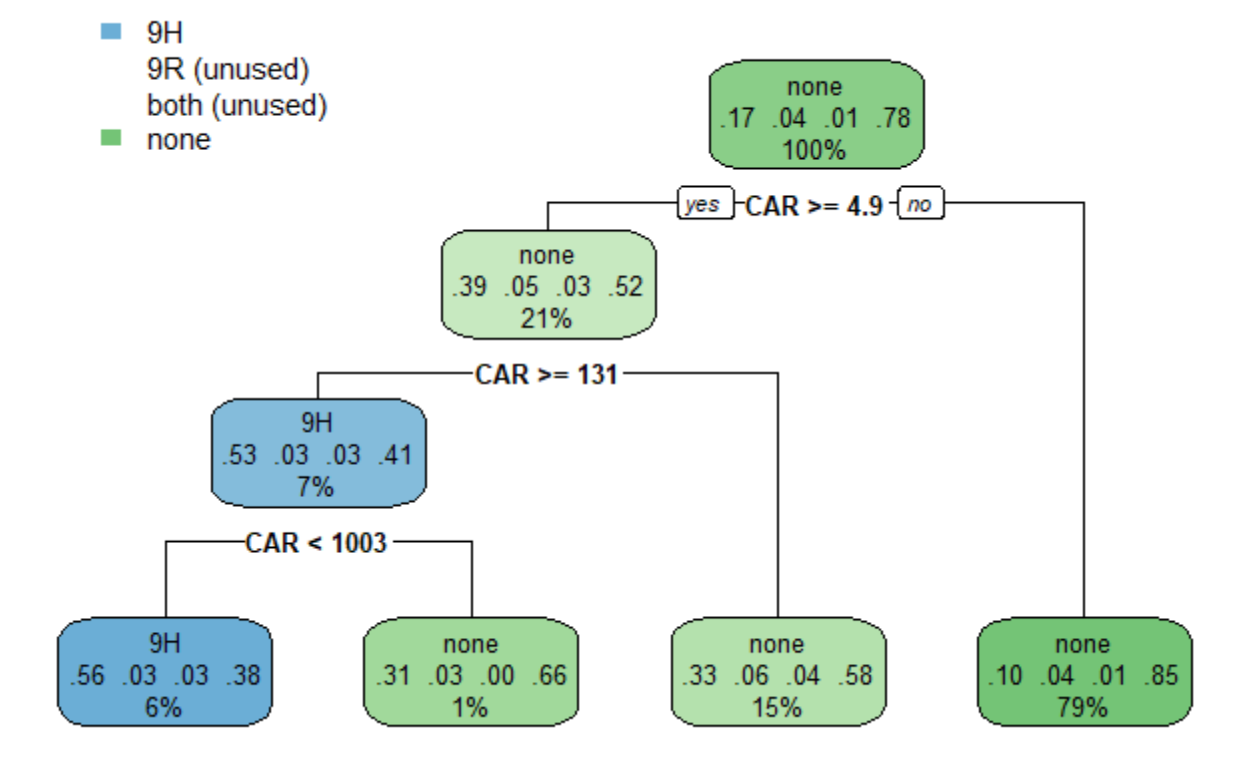 9H
9R (unused)
both (unused)
none
none
.17 .04 .01 .78
100%
yes CAR >= 4.9 no
none
.39 .05 .03 .52
21%
CAR >= 131
9H
.53 .03 .03 .41
7%
CAR < 1003
9H
.56 .03 .03 .38
6%
none
.31 .03 .00 .66
1%
none
.33 .06 .04 .58
15%
none
.10 .04 .01 .85
79%